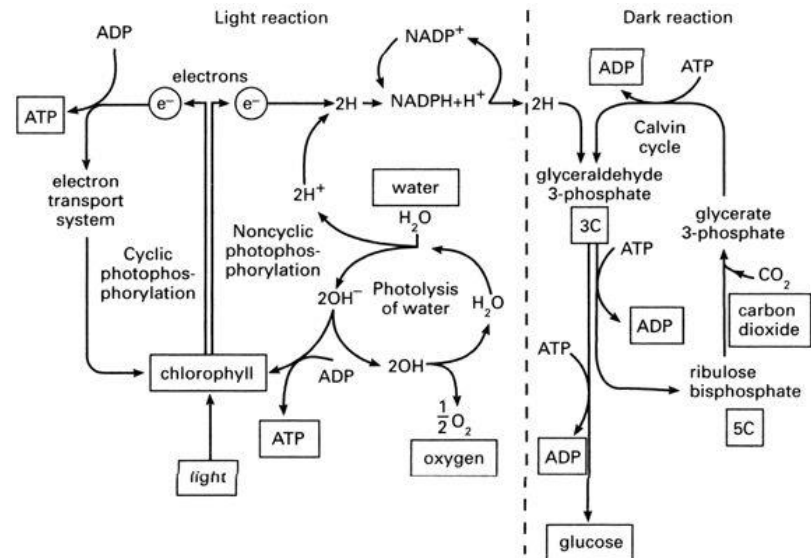 Light reaction
Dark reaction
ADP
electrons
ATP
e⁻
e⁻
electron
transport
system
Cyclic
photophos-
phorylation
chlorophyll
light
NADP⁺
2H
NADPH+H⁺
2H⁺
Noncyclic
photophos-
phorylation
water
H₂O
Photolysis
of water
2OH⁻
H₂O
ADP
2OH
ATP
½O₂
oxygen
2H
ADP
ATP
Calvin
cycle
glyceraldehyde
3-phosphate
3C
glycerate
3-phosphate
ATP
CO₂
carbon
dioxide
ADP
ATP
ribulose
bisphosphate
5C
ADP
glucose